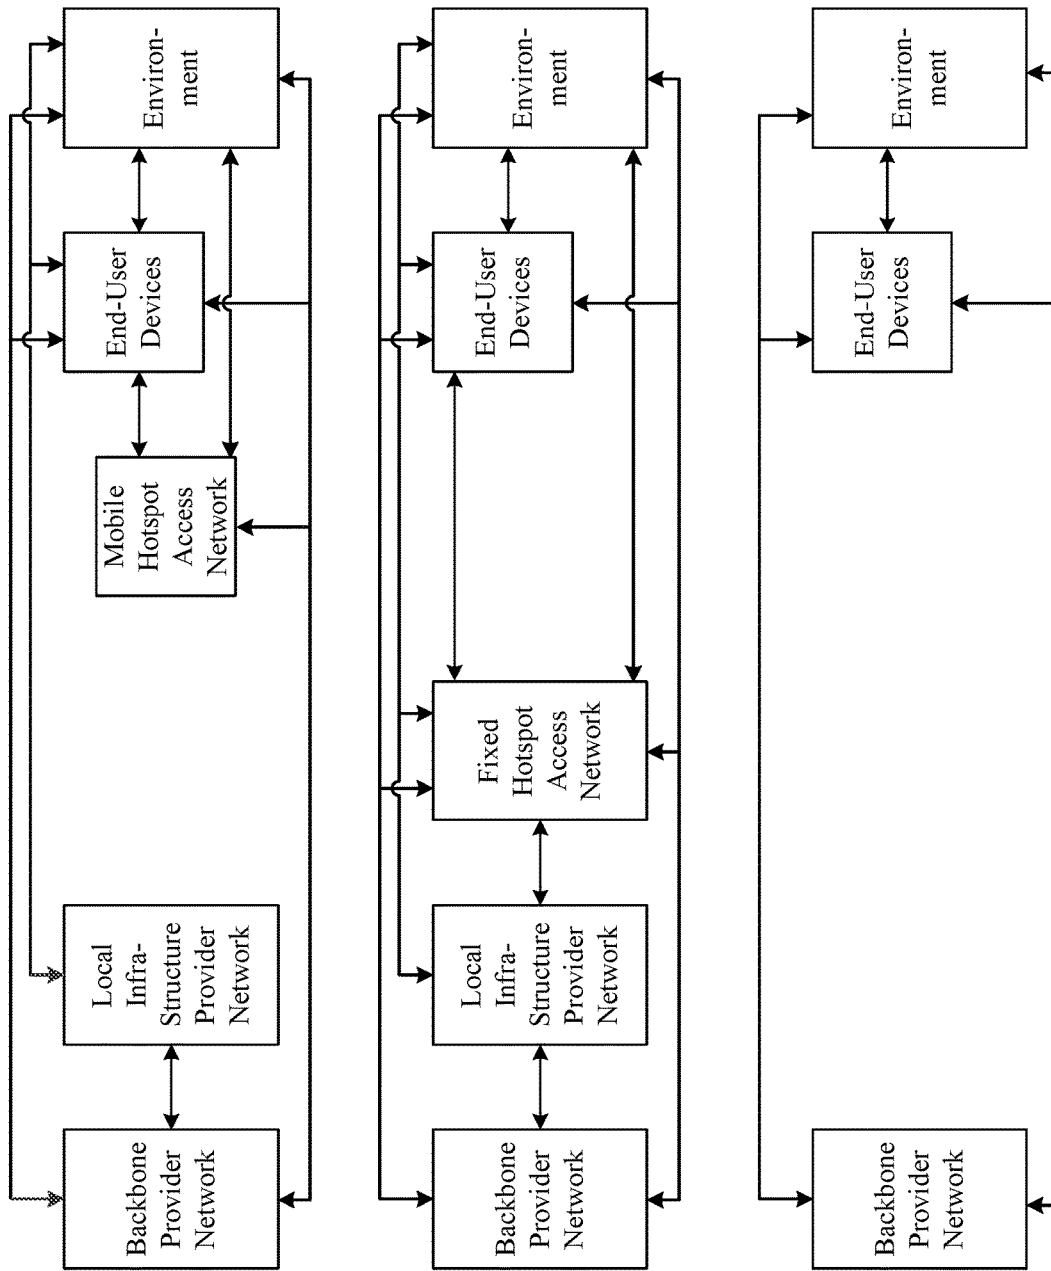 Environ-
ment
End-User
Devices
Mobile
Hotspot
Access
Network
Local
Infra-
Structure
Provider
Network
Backbone
Provider
Network
Environ-
ment
End-User
Devices
Fixed
Hotspot
Access
Network
Local
Infra-
Structure
Provider
Network
Backbone
Provider
Network
Environ-
ment
End-User
Devices
Backbone
Provider
Network